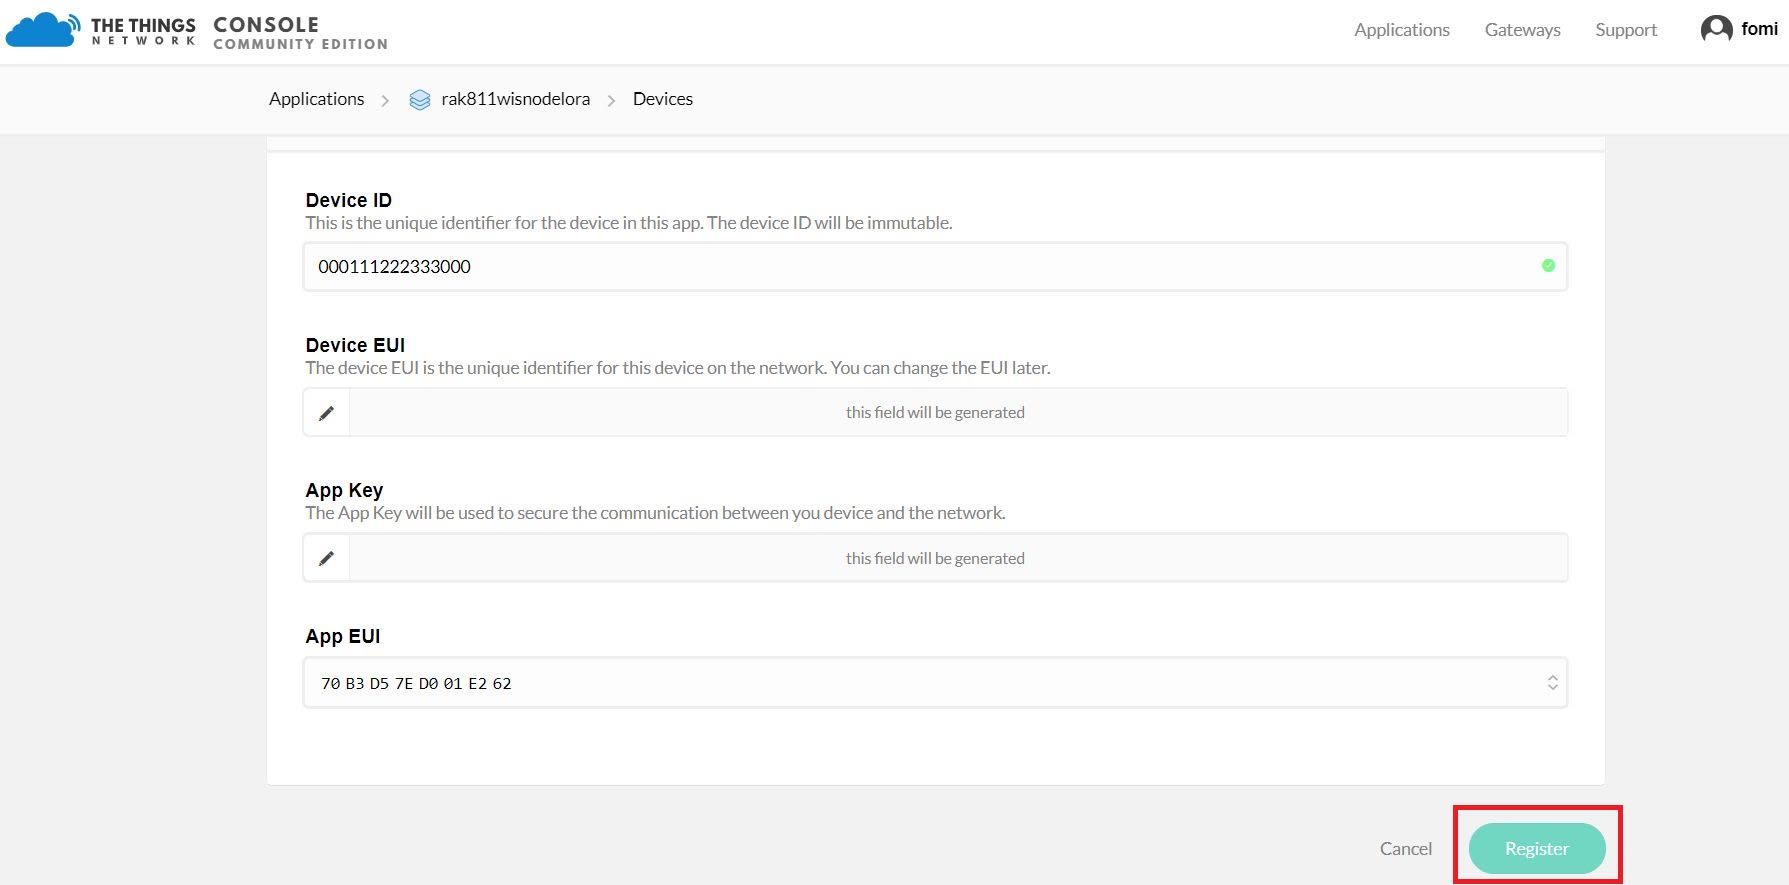 THE THINGS
NETWORK
CONSOLE
COMMUNITY EDITION
Applications
Gateways
Support
fomi
Applications > rak811wisnodelora > Devices
Device ID
This is the unique identifier for the device in this app. The device ID will be immutable.
000111222333000
Device EUI
The device EUI is the unique identifier for this device on the network. You can change the EUI later.
this field will be generated
App Key
The App Key will be used to secure the communication between you device and the network.
this field will be generated
App EUI
70 B3 D5 7E D0 01 E2 62
Cancel
Register